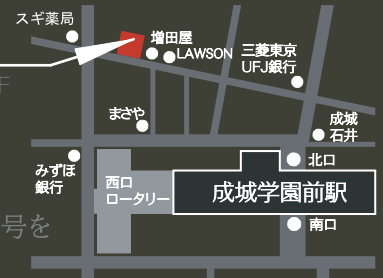 スギ薬局
増田屋
LAWSON
三菱東京
UFJ銀行
まさや
成城
石井
みずほ
銀行
西口
ロータリー
北口
成城学園前駅
南口
号を